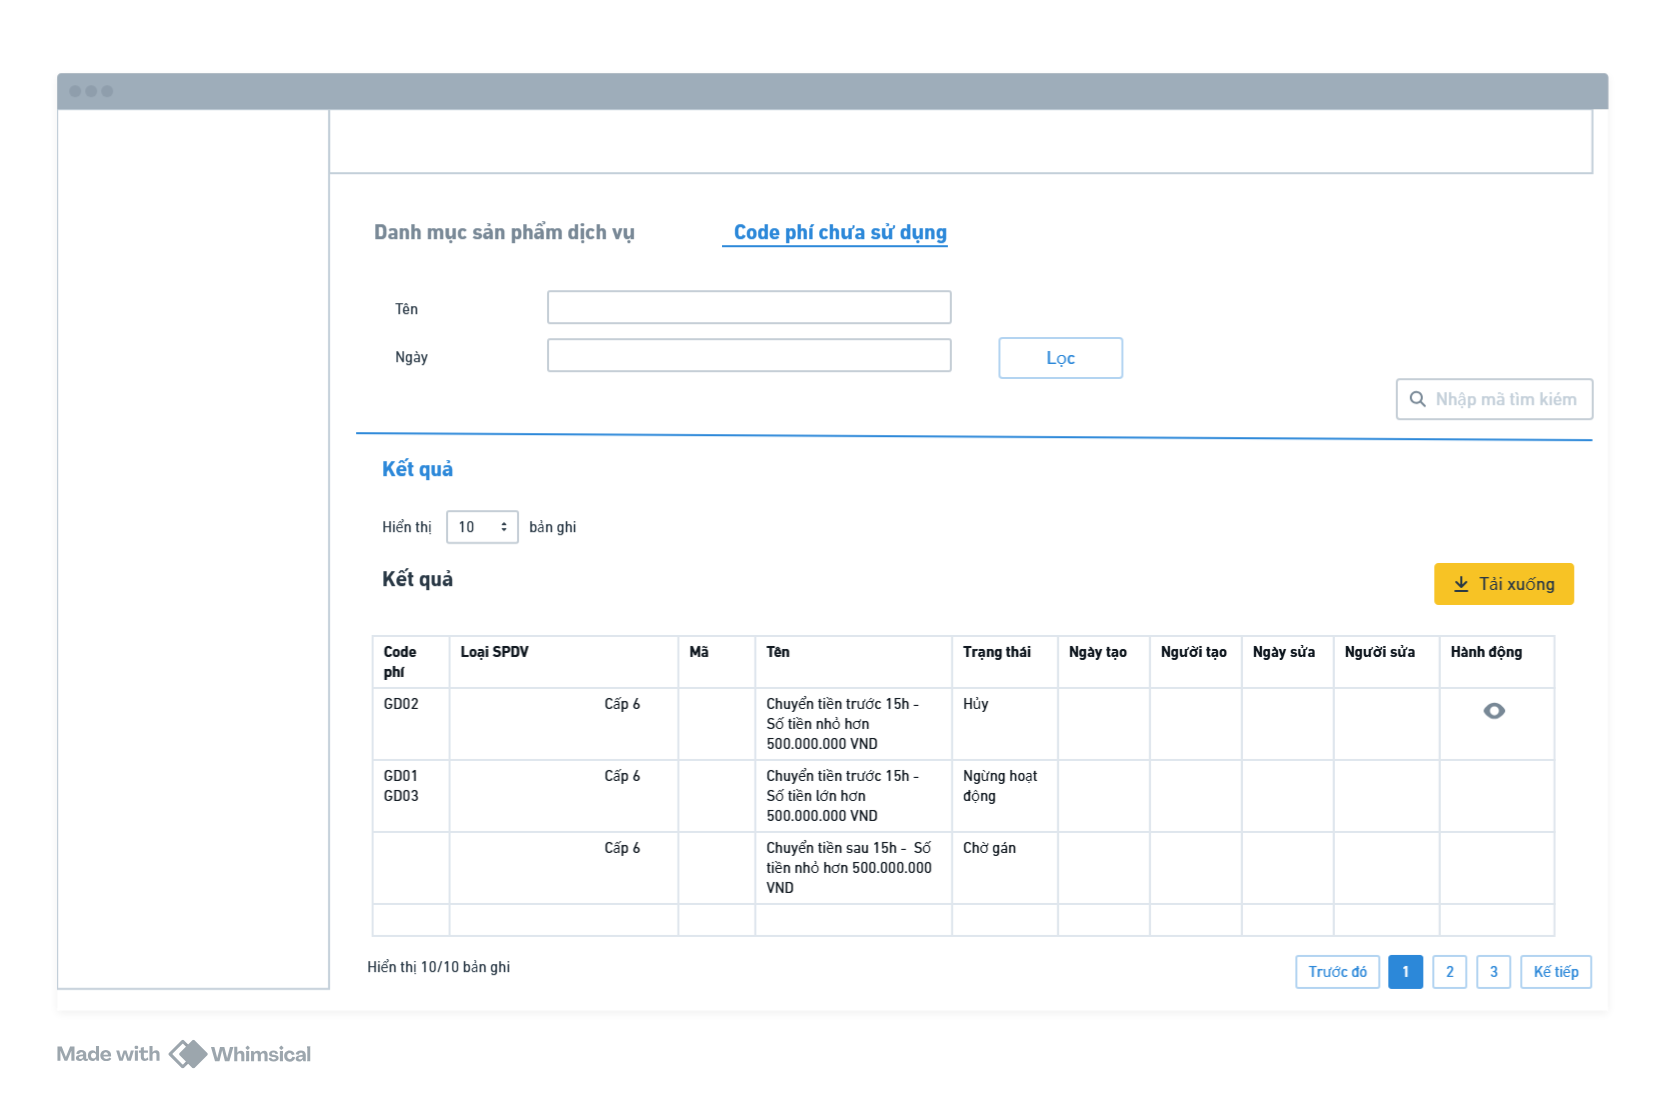 Danh mục sản phẩm dịch vụ
Code phí chưa sử dụng
Tên
Ngày
Lọc
Nhập mã tìm kiếm
Kết quả
Hiển thị 10 bản ghi
Kết quả
Tải xuống
Code phí Loại SPDV Mã Tên Trạng thái Ngày tạo Người tạo Ngày sửa Người sửa Hành động
GD02 Cấp 6 Chuyển tiền trước 15h -
Số tiền nhỏ hơn
500.000.000 VND
Hủy
GD01
GD03
Cấp 6
Chuyển tiền trước 15h -
Số tiền lớn hơn
500.000.000 VND
Ngừng hoạt
động
Cấp 6
Chuyển tiền sau 15h - Số
tiền nhỏ hơn 500.000.000
VND
Chờ gán
Hiển thị 10/10 bản ghi
Trước đó 1 2 3 Kế tiếp
Made with Whimsical